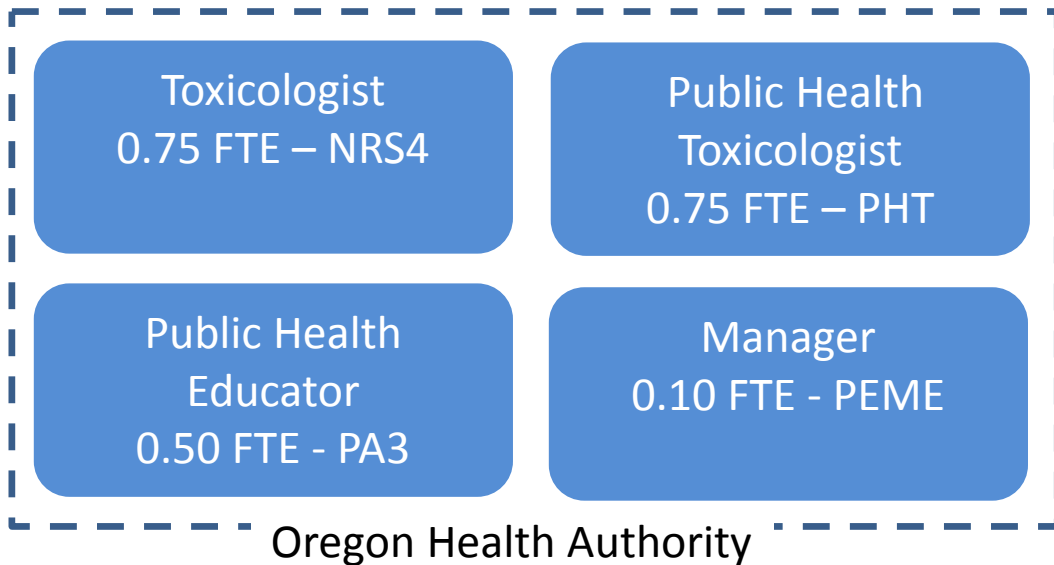 Toxicologist
0.75 FTE – NRS4
Public Health
Toxicologist
0.75 FTE – PHT
Public Health
Educator
0.50 FTE - PA3
Manager
0.10 FTE - PEME
Oregon Health Authority